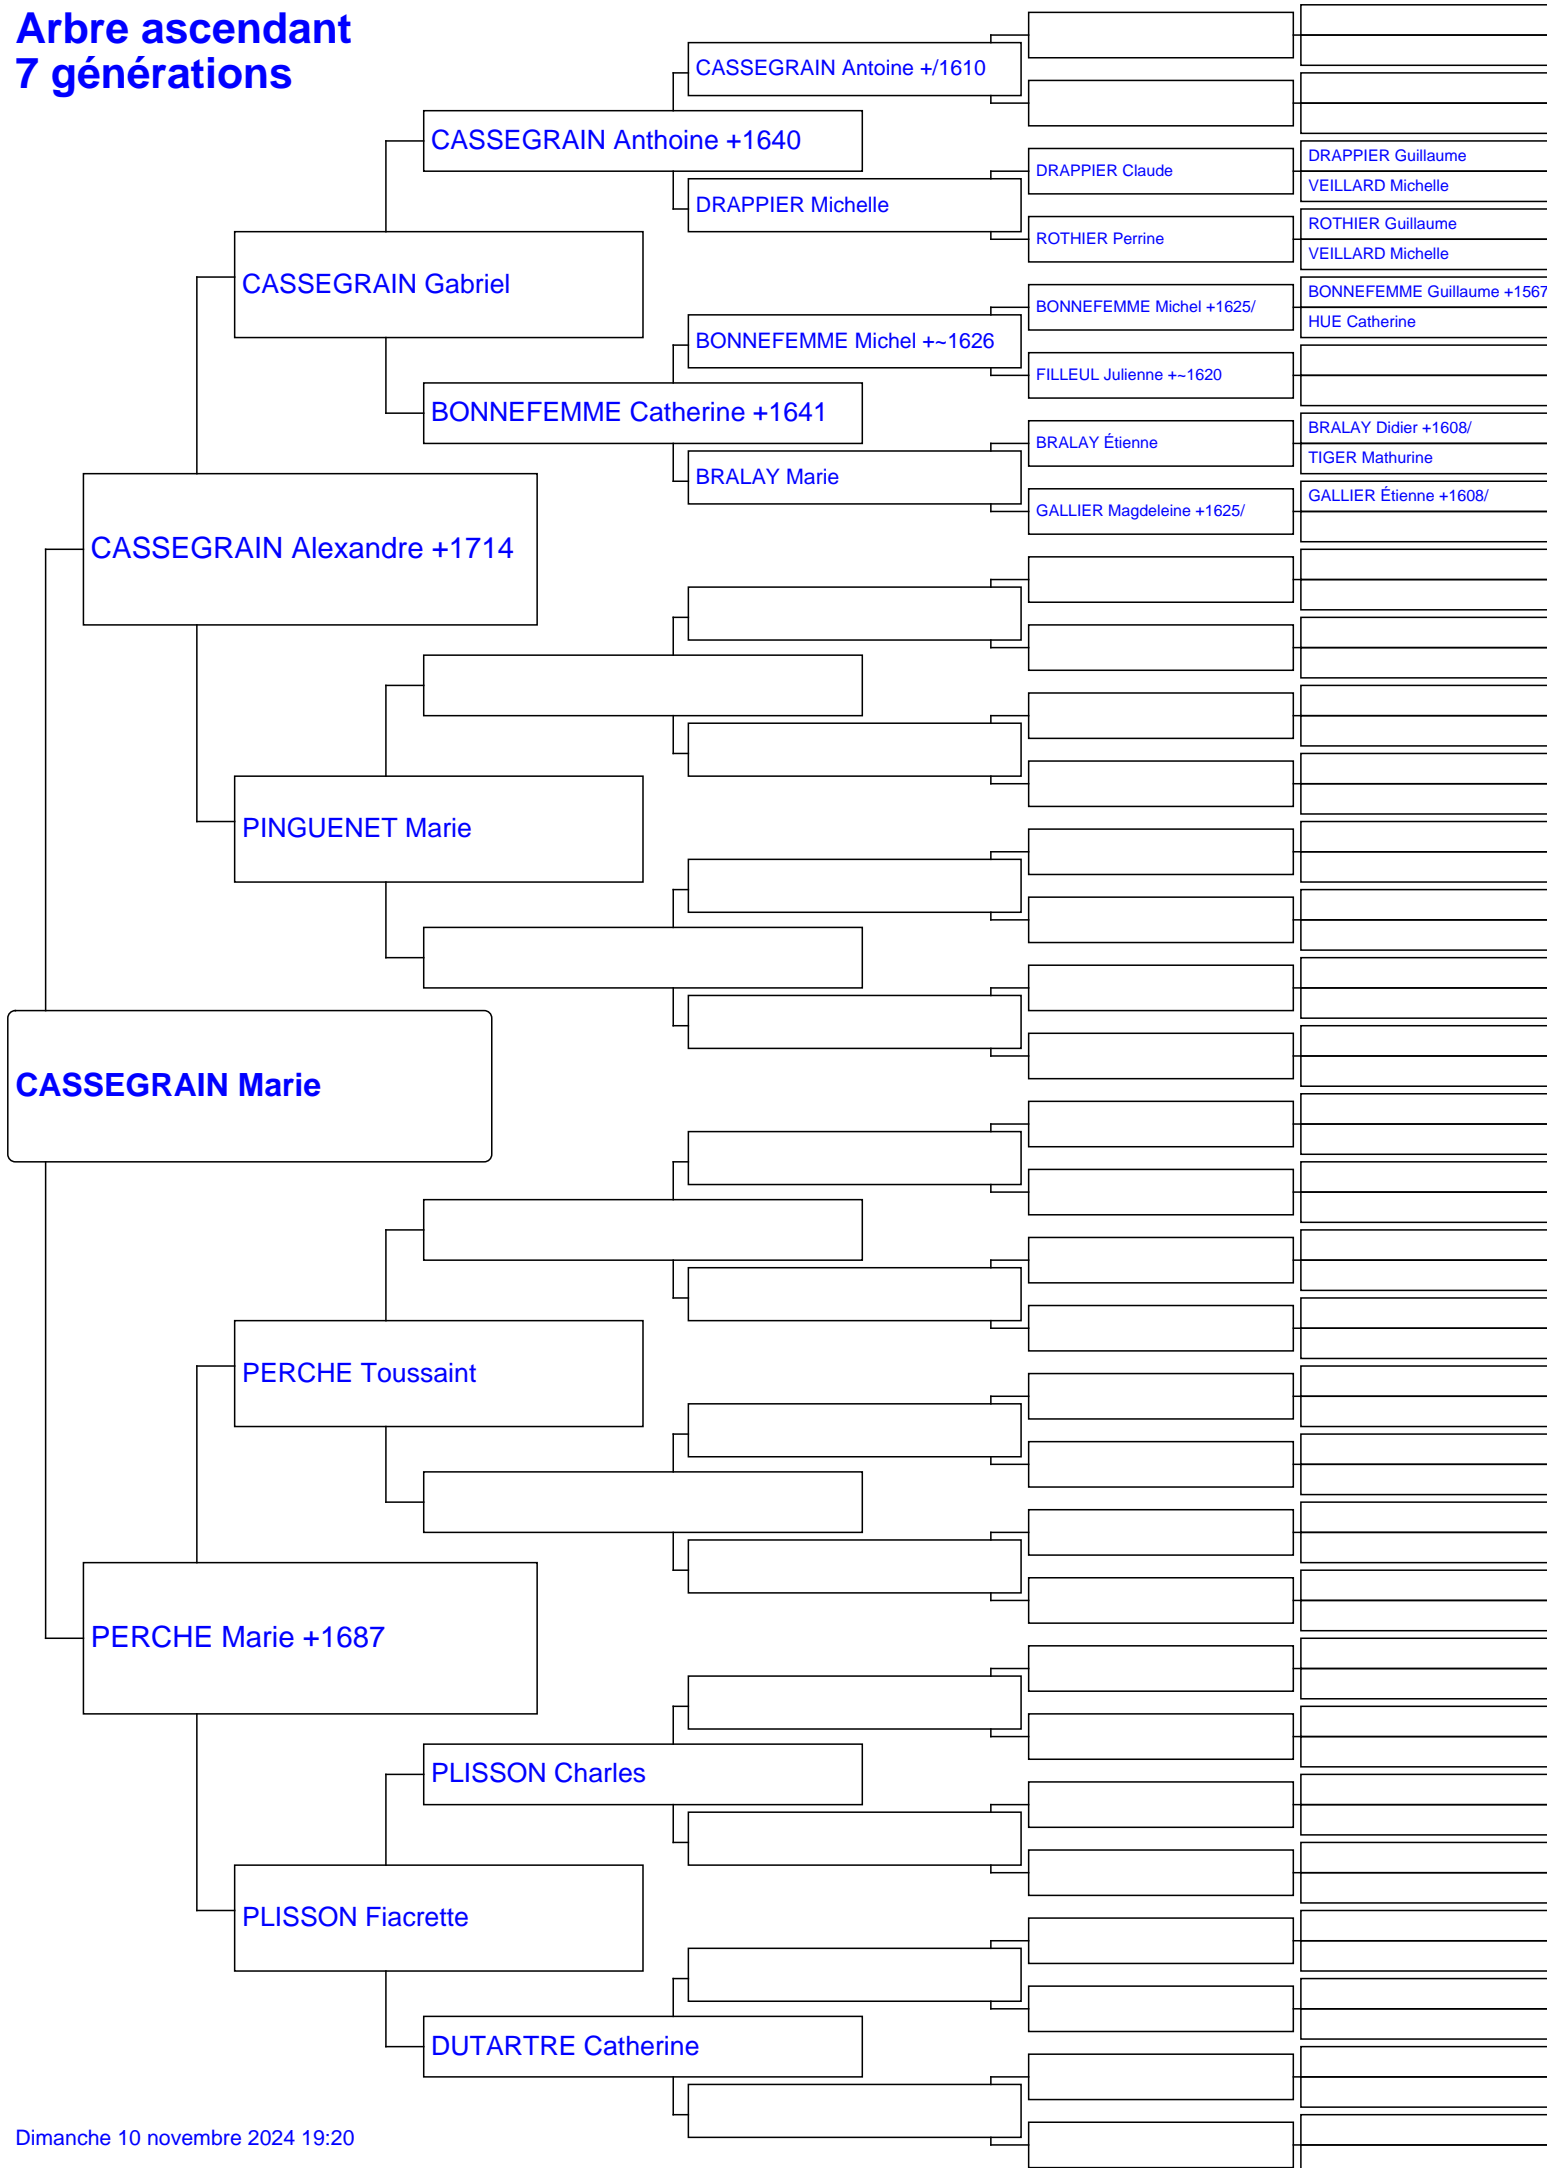 Arbre ascendant
7 générations
CASSEGRAIN Antoine +/1610
CASSEGRAIN Anthoine +1640
DRAPPIER Guillaume
DRAPPIER Claude
VEILLARD Michelle
DRAPPIER Michelle
ROTHIER Guillaume
ROTHIER Perrine
VEILLARD Michelle
CASSEGRAIN Gabriel
BONNEFEMME Guillaume +1567
BONNEFEMME Michel +1625/
HUE Catherine
BONNEFEMME Michel +~1626
FILLEUL Julienne +~1620
BONNEFEMME Catherine +1641
BRALAY Didier +1608/
BRALAY Étienne
TIGER Mathurine
BRALAY Marie
GALLIER Étienne +1608/
GALLIER Magdeleine +1625/
CASSEGRAIN Alexandre +1714
PINGUENET Marie
CASSEGRAIN Marie
PERCHE Toussaint
PERCHE Marie +1687
PLISSON Charles
PLISSON Fiacrette
DUTARTRE Catherine
Dimanche 10 novembre 2024 19:20